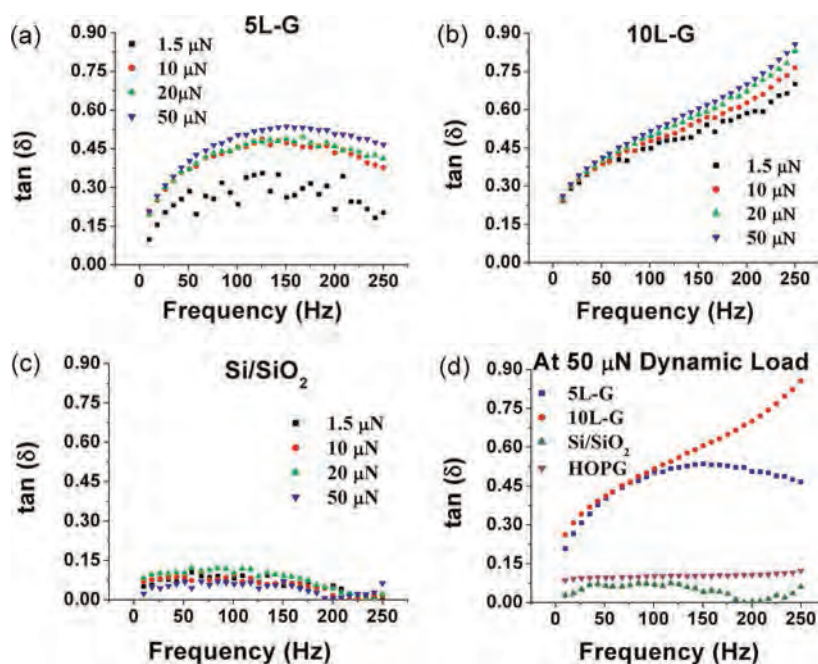 (a)
5L-G
tan (δ)
0.90
0.75
0.60
0.45
0.30
0.15
0.00
1.5 μN
10 μN
20μN
50 μN
0 50 100 150 200 250
Frequency (Hz)
(b)
10L-G
tan (δ)
0.90
0.75
0.60
0.45
0.30
0.15
0.00
1.5 μN
10 μN
20 μN
50 μN
0 50 100 150 200 250
Frequency (Hz)
(c)
Si/SiO₂
tan (δ)
0.90
0.75
0.60
0.45
0.30
0.15
0.00
1.5 μN
10 μN
20 μN
50 μN
0 50 100 150 200 250
Frequency (Hz)
(d)
At 50 μN Dynamic Load
tan (δ)
0.90
0.75
0.60
0.45
0.30
0.15
0.00
5L-G
10L-G
Si/SiO₂
HOPG
0 50 100 150 200 250
Frequency (Hz)